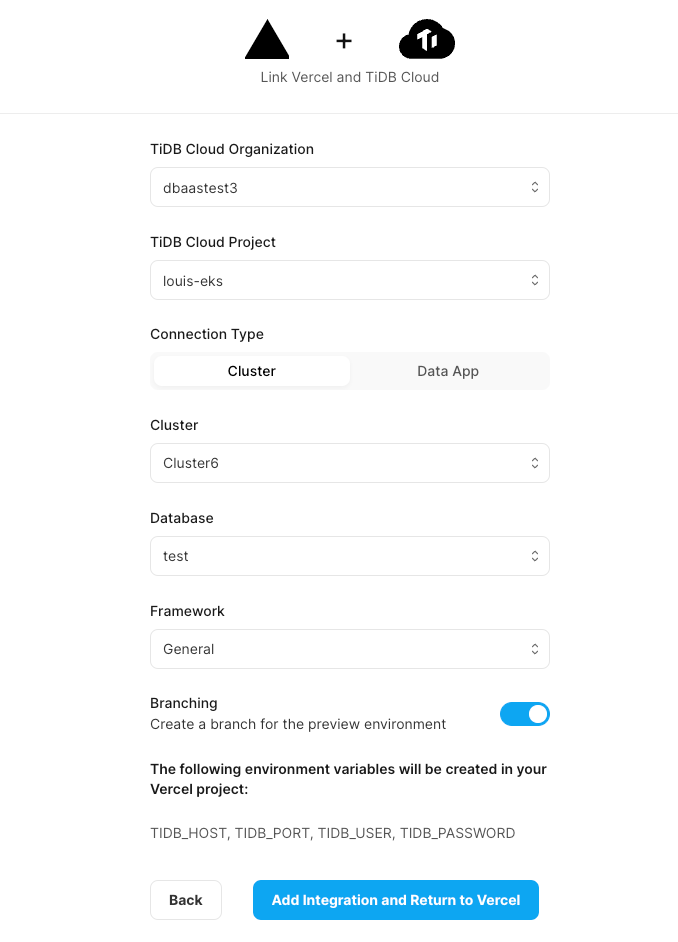 Link Vercel and TiDB Cloud
TiDB Cloud Organization
dbaastest3
TiDB Cloud Project
louis-eks
Connection Type
Cluster
Data App
Cluster
Cluster6
Database
test
Framework
General
Branching
Create a branch for the preview environment
The following environment variables will be created in your
Vercel project:
TIDB_HOST, TIDB_PORT, TIDB_USER, TIDB_PASSWORD
Back
Add Integration and Return to Vercel